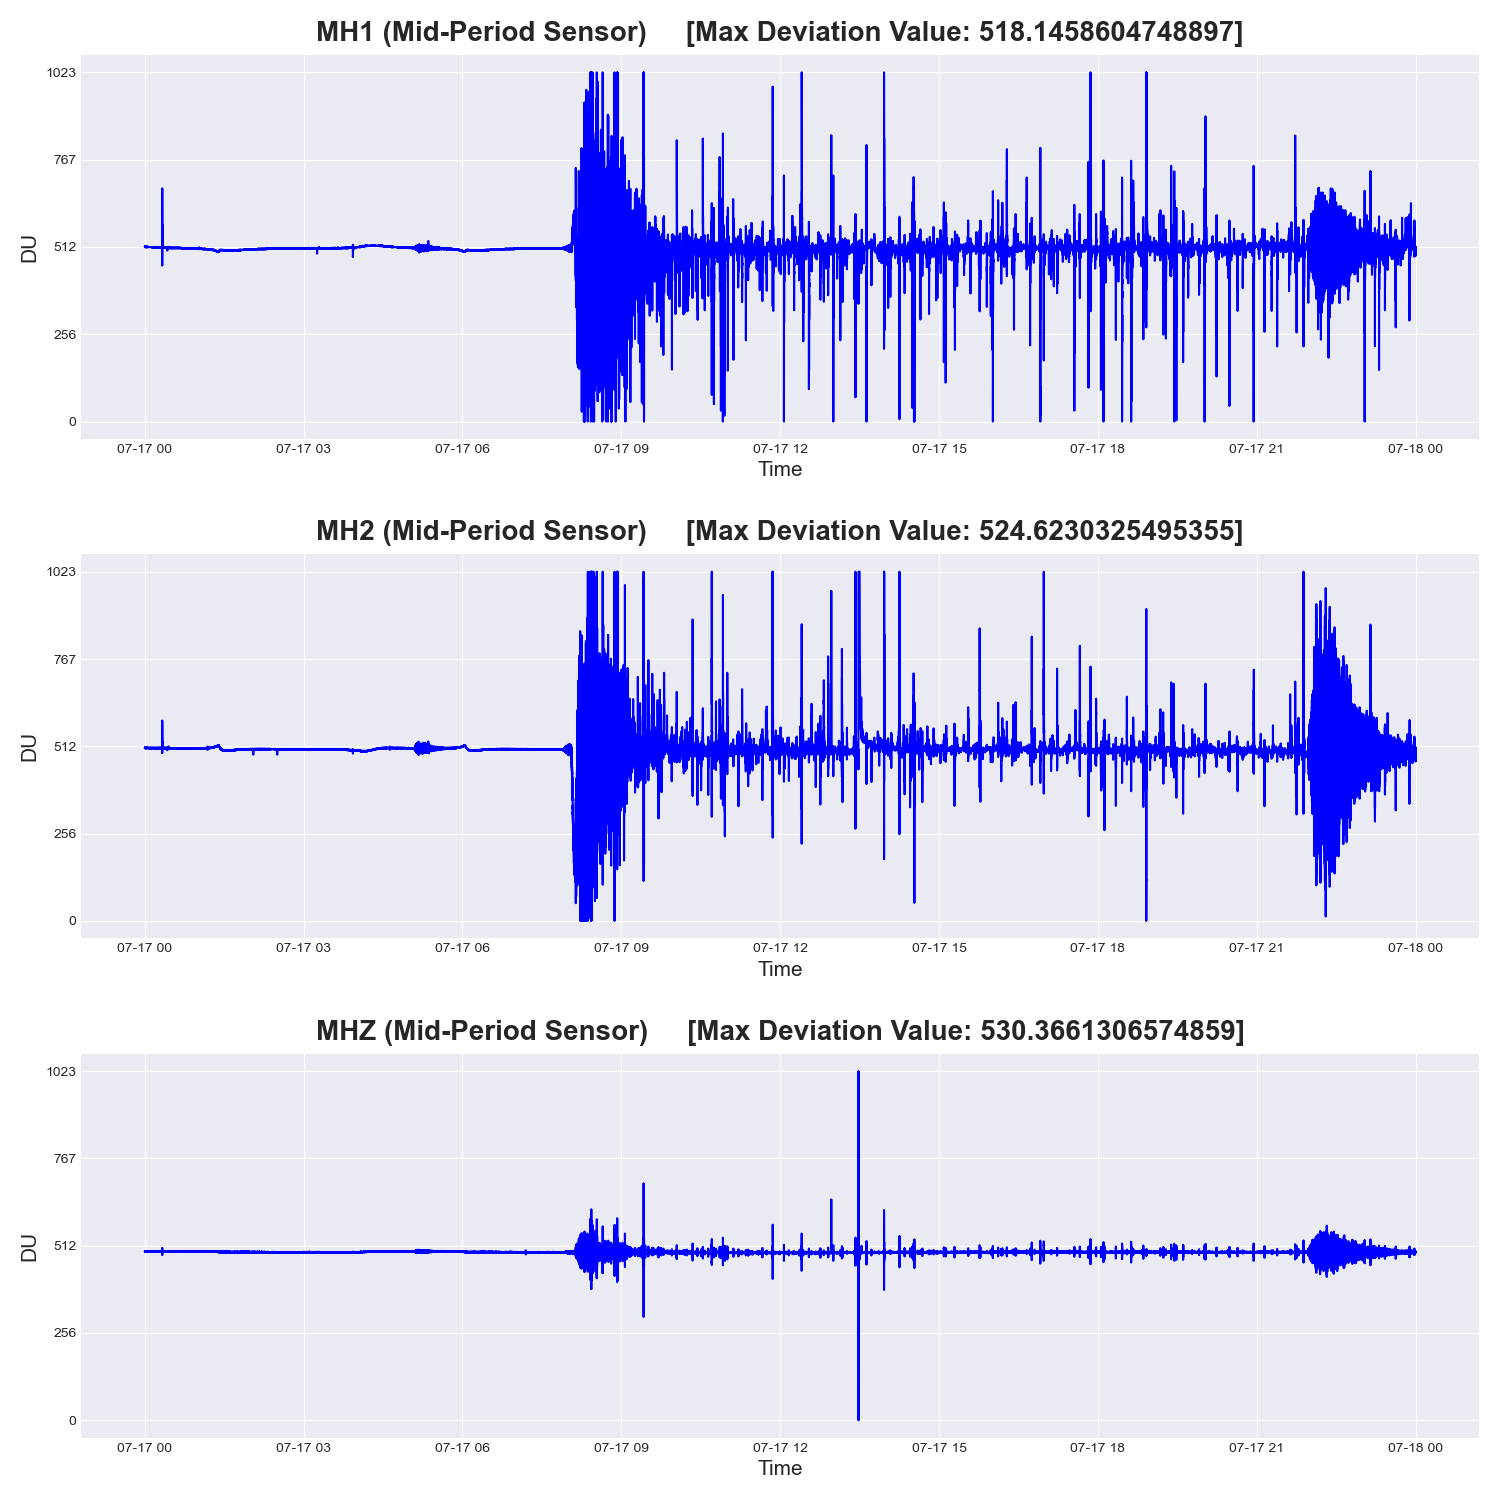 MH1 (Mid-Period Sensor) [Max Deviation Value: 518.1458604748897]
1023
767
512
256
0
DU
07-17 00 07-17 03 07-17 06 07-17 09 07-17 12 07-17 15 07-17 18 07-17 21 07-18 00
Time
MH2 (Mid-Period Sensor) [Max Deviation Value: 524.6230325495355]
1023
767
512
256
0
DU
07-17 00 07-17 03 07-17 06 07-17 09 07-17 12 07-17 15 07-17 18 07-17 21 07-18 00
Time
MHZ (Mid-Period Sensor) [Max Deviation Value: 530.3661306574859]
1023
767
512
256
0
DU
07-17 00 07-17 03 07-17 06 07-17 09 07-17 12 07-17 15 07-17 18 07-17 21 07-18 00
Time